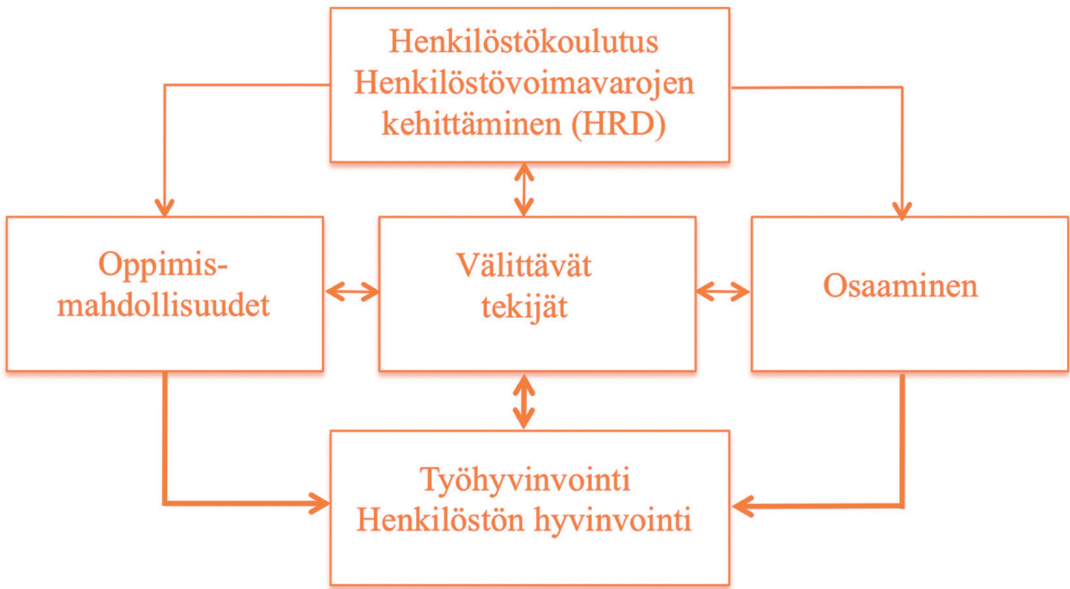 Henkilöstökoulutus
Henkilöstövoimavarojen
kehittäminen (HRD)
Oppimis-
mahdollisuudet
Välittävät
tekijät
Osaaminen
Työhyvinvointi
Henkilöstön hyvinvointi